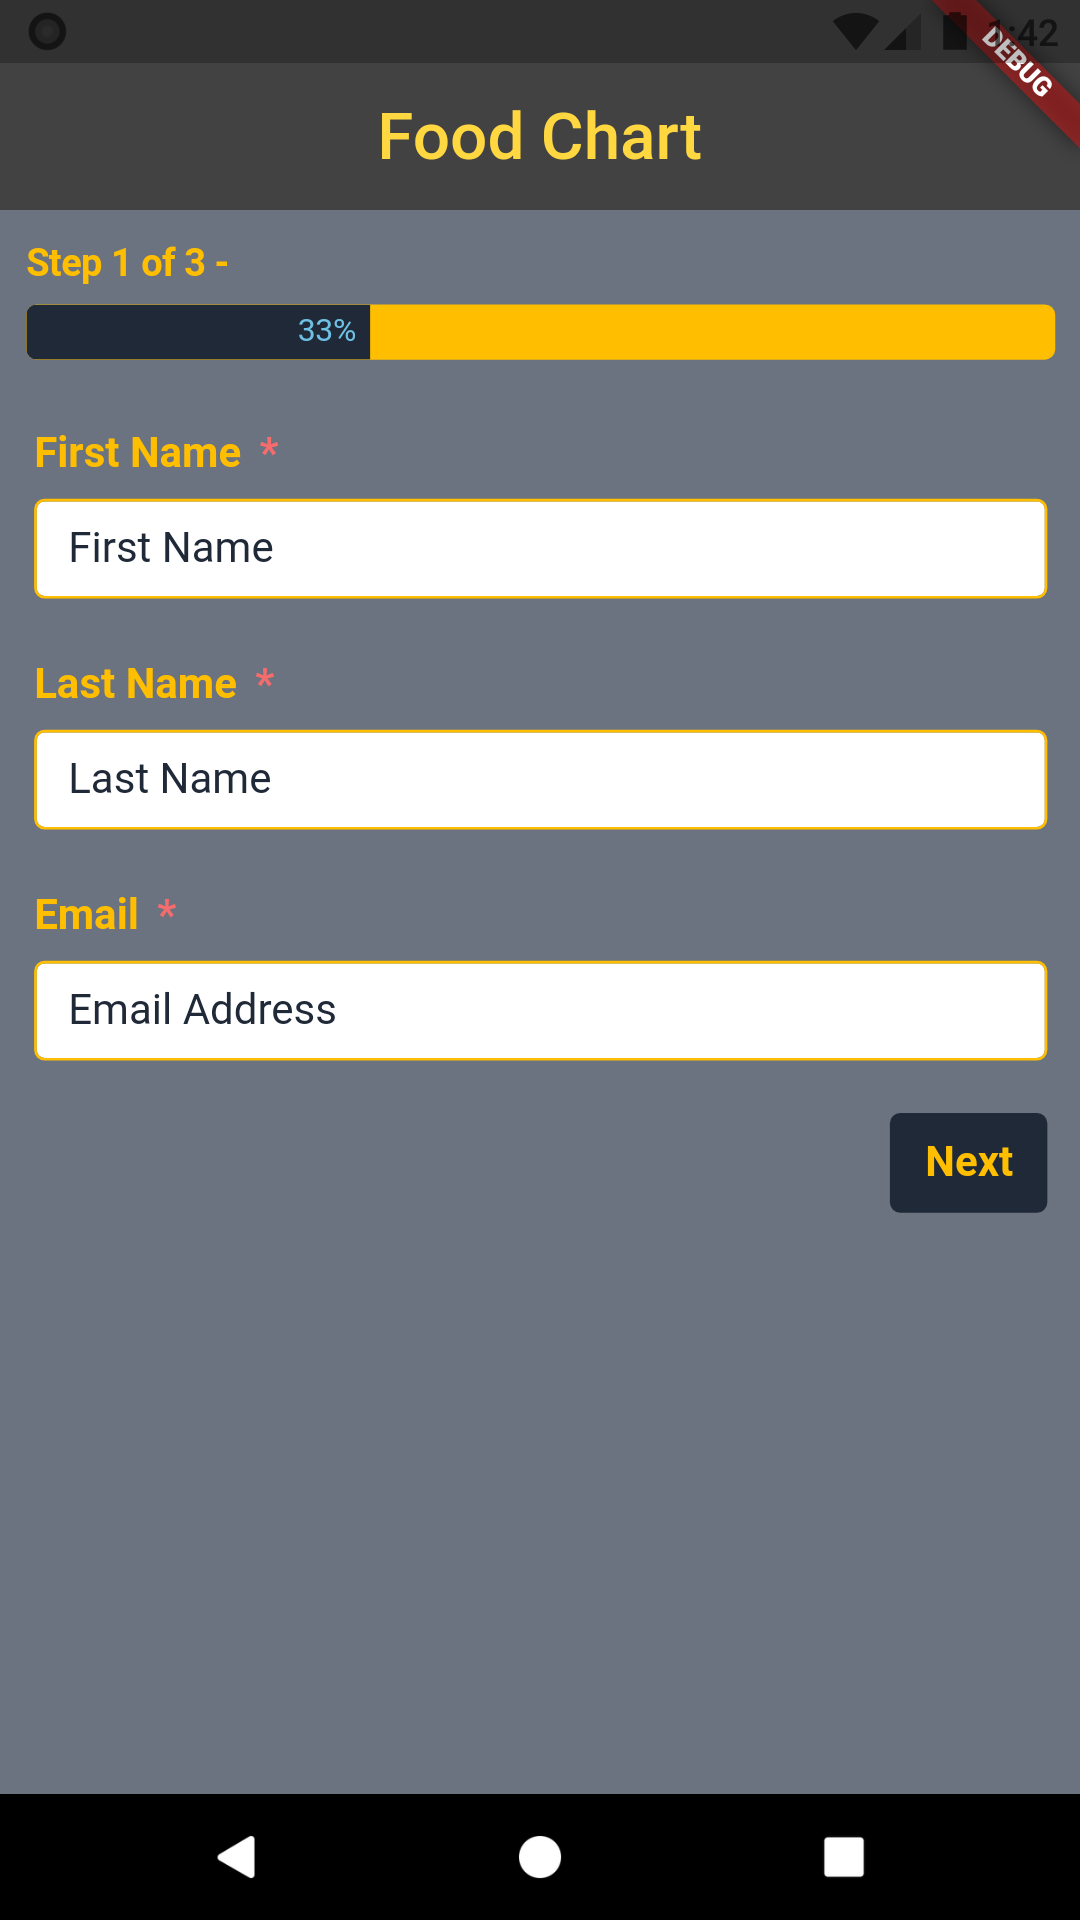 :42
DEBUG
Food Chart
Step 1 of 3 -
33%
First Name *
First Name
Last Name *
Last Name
Email *
Email Address
Next